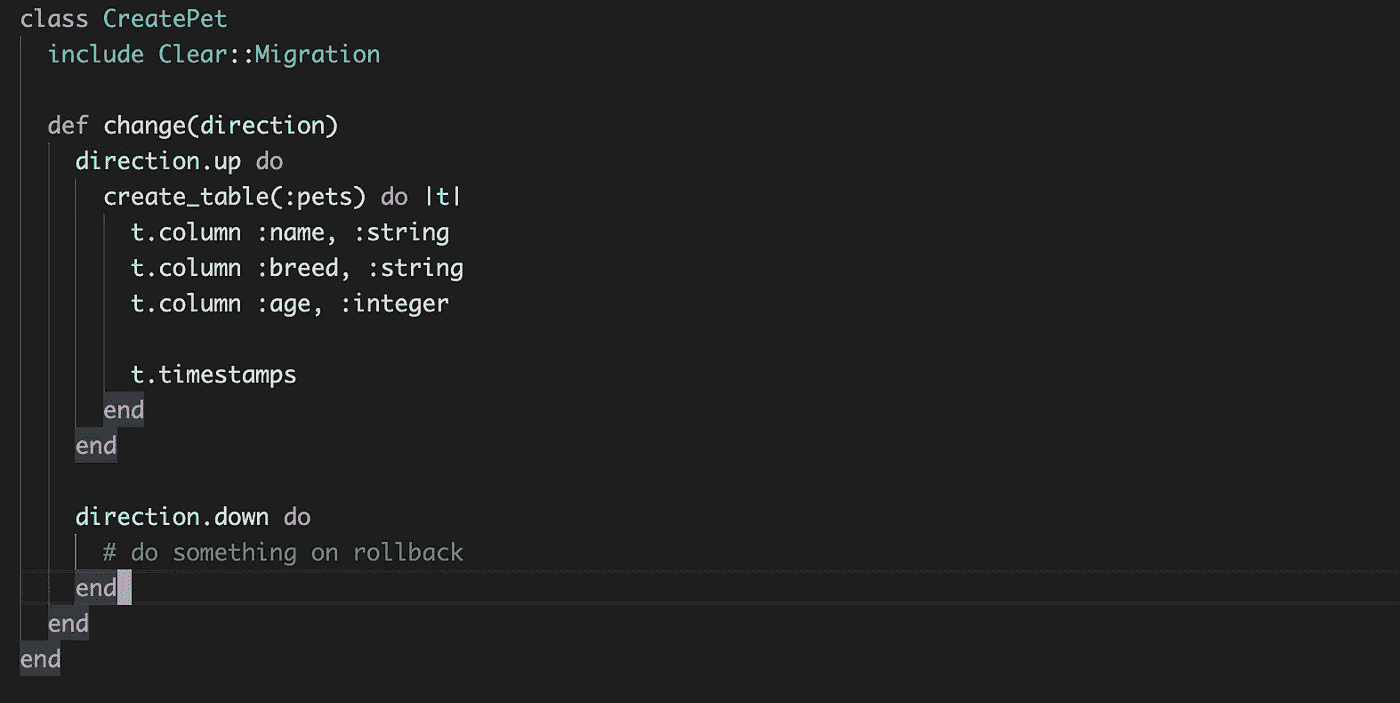 class CreatePet
  include Clear::Migration

  def change(direction)
    direction.up do
      create_table(:pets) do |t|
        t.column :name, :string
        t.column :breed, :string
        t.column :age, :integer

        t.timestamps
      end
    end

    direction.down do
      # do something on rollback
    end
  end
end